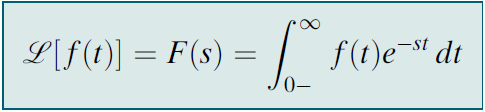 ℒ[f(t)] = F(s) = ∫₀₋^∞ f(t)e^{−st} dt